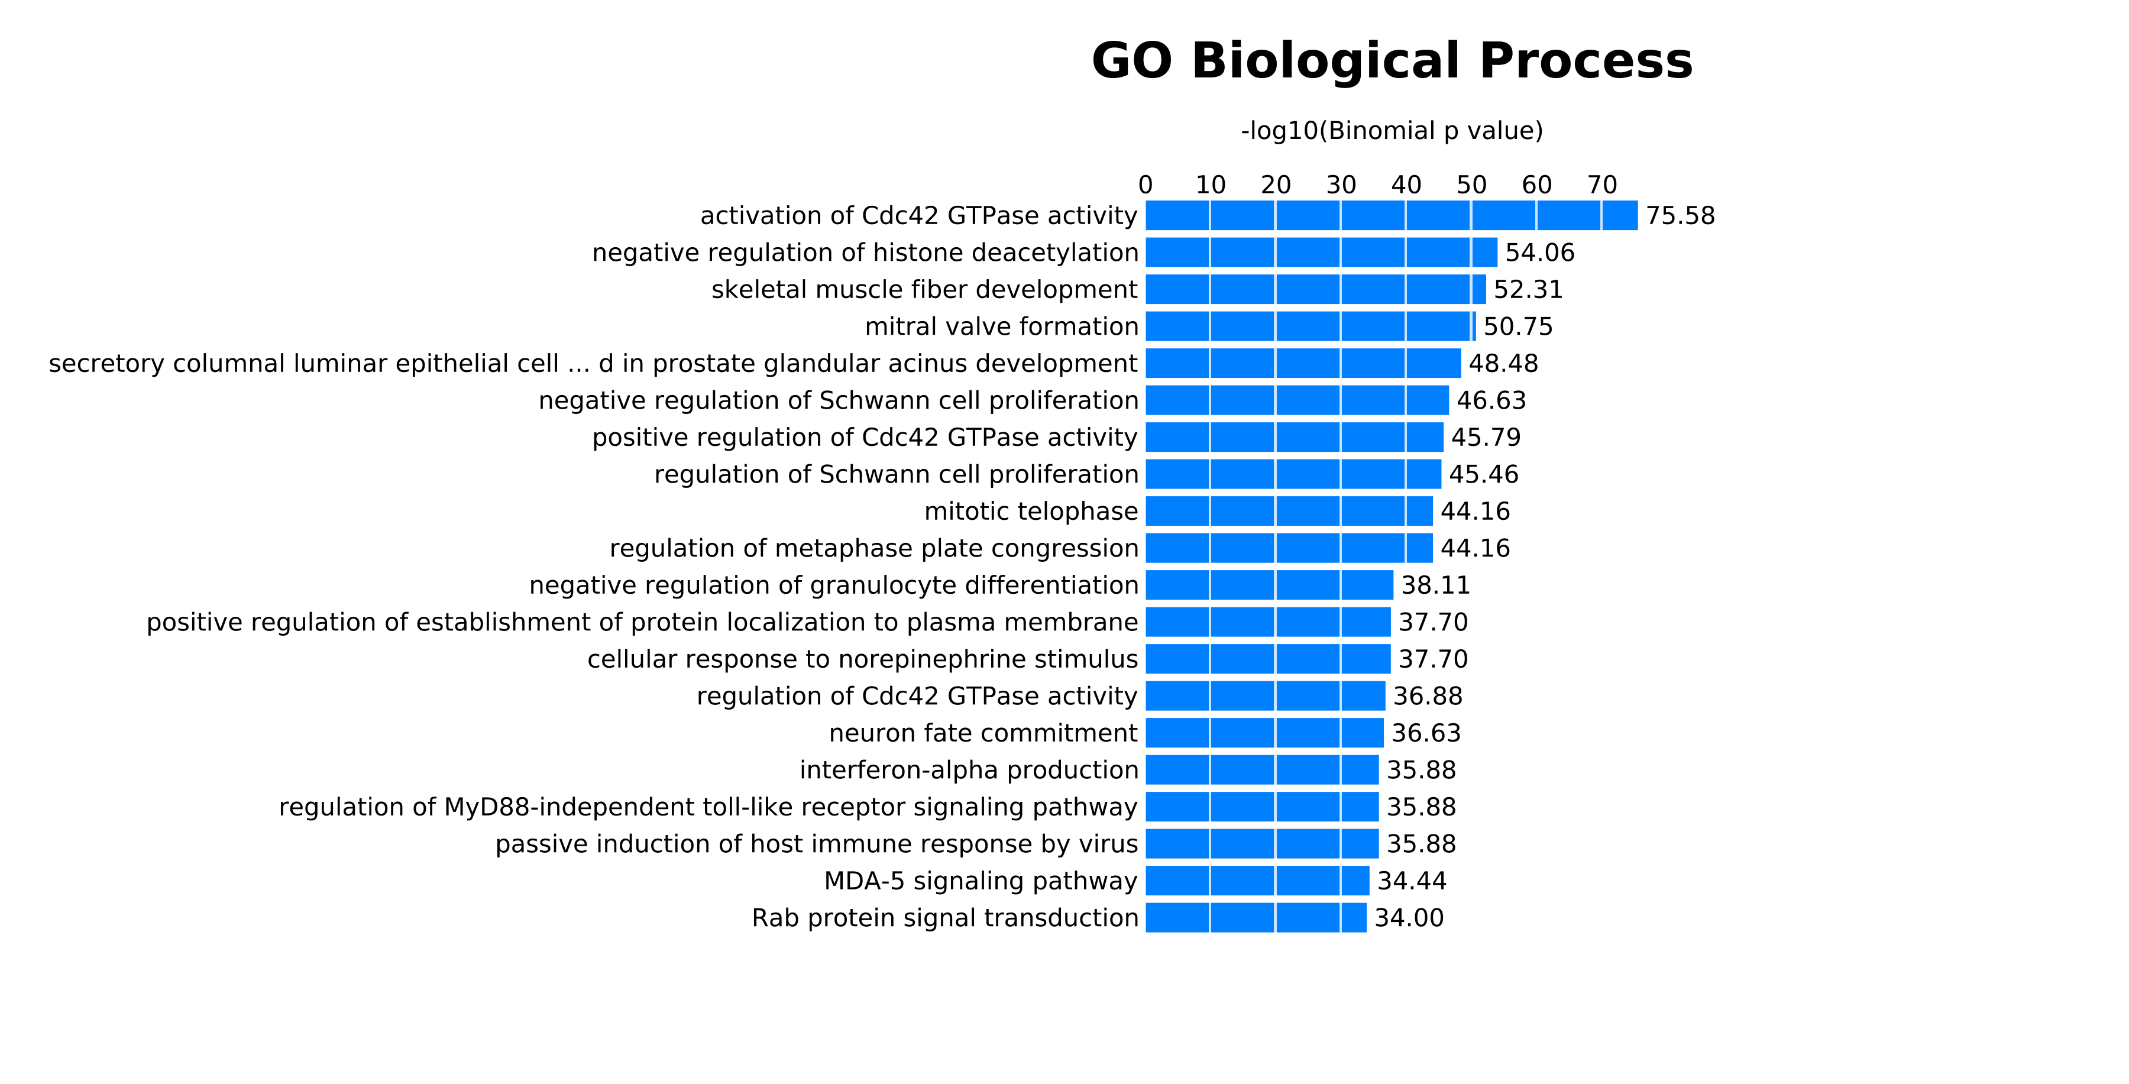 GO Biological Process
-log10(Binomial p value)
0 10 20 30 40 50 60 70
activation of Cdc42 GTPase activity 75.58
negative regulation of histone deacetylation 54.06
skeletal muscle fiber development 52.31
mitral valve formation 50.75
secretory columnal luminar epithelial cell ... d in prostate glandular acinus development 48.48
negative regulation of Schwann cell proliferation 46.63
positive regulation of Cdc42 GTPase activity 45.79
regulation of Schwann cell proliferation 45.46
mitotic telophase 44.16
regulation of metaphase plate congression 44.16
negative regulation of granulocyte differentiation 38.11
positive regulation of establishment of protein localization to plasma membrane 37.70
cellular response to norepinephrine stimulus 37.70
regulation of Cdc42 GTPase activity 36.88
neuron fate commitment 36.63
interferon-alpha production 35.88
regulation of MyD88-independent toll-like receptor signaling pathway 35.88
passive induction of host immune response by virus 35.88
MDA-5 signaling pathway 34.44
Rab protein signal transduction 34.00